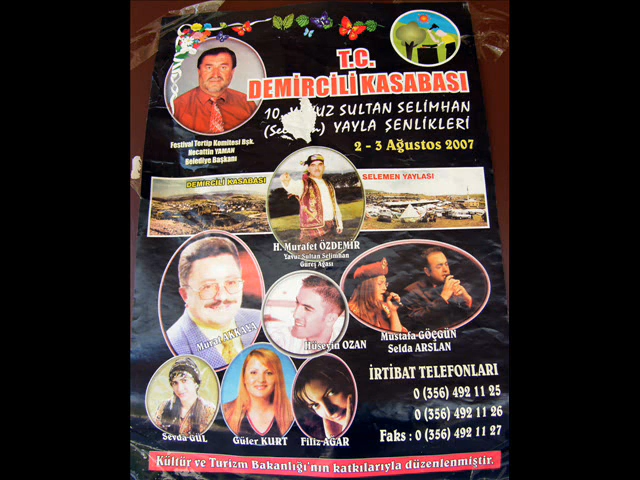 T.C.
DEMİRCİLİ KASABASI
10. YAVUZ SULTAN SELİMHAN
YAYLA ŞENLİKLERİ
2 - 3 Ağustos 2007
Festival Tertip Komitesi Bşk.
Necattin YAMAN
Belediye Başkanı
DEMİRCİLİ KASABASI
SELEMEN YAYLASI
H. Murafet ÖZDEMİR
Yavuz Sultan Selimhan
Güreş Ağası
Murat AKKAYA
Hüseyin OZAN
Mustafa GÖÇGÜN
Selda ARSLAN
Sevda GÜL
Güler KURT
Filiz AĞAR
İRTİBAT TELEFONLARI
0 (356) 492 11 25
0 (356) 492 11 26
Faks : 0 (356) 492 11 27
Kültür ve Turizm Bakanlığı'nın katkılarıyla düzenlenmiştir.